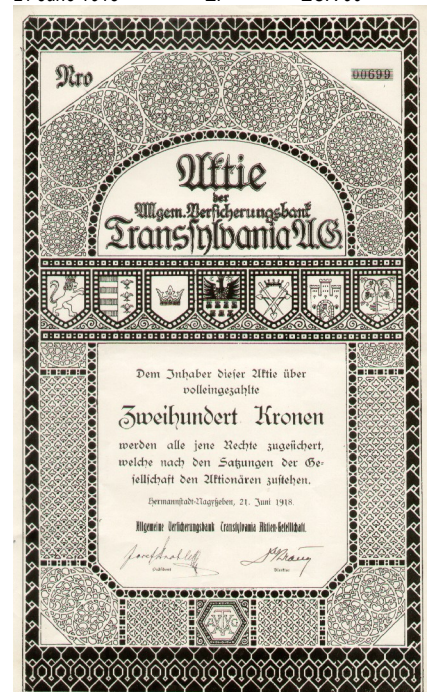 Nro 00699
Aktie
der
Allgem. Versicherungsbank
Transsylvania A.G.
Dem Inhaber dieser Aktie über
volleingezahlte
Zweihundert Kronen
werden alle jene Rechte zugesichert,
welche nach den Satzungen der Ge-
sellschaft den Aktionären zustehen.
Hermannstadt-Nagyszeben, 21. Juni 1918.
Allgemeine Versicherungsbank Transsylvania Aktien-Gesellschaft.